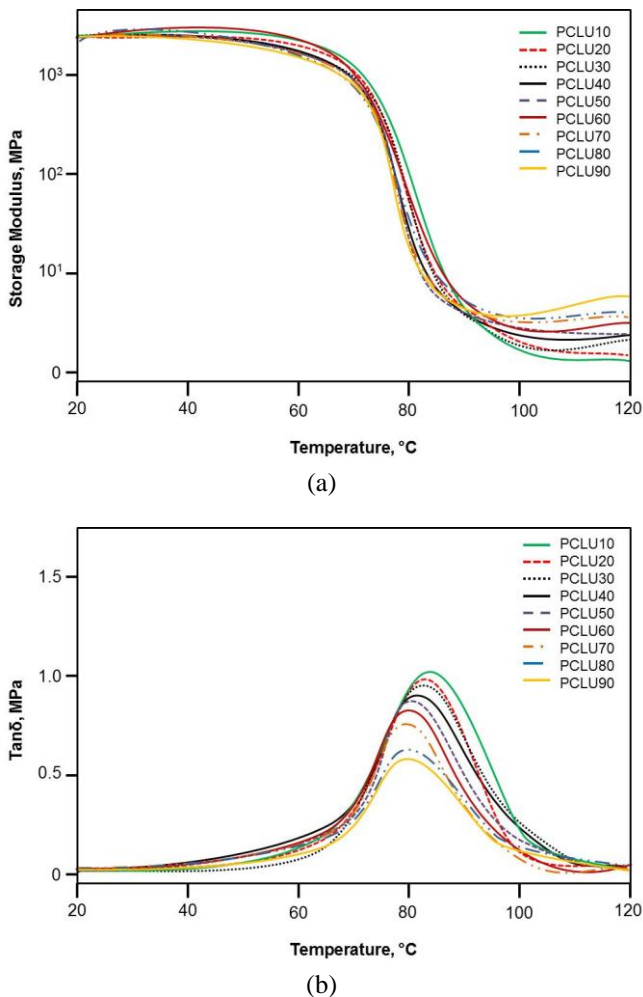 PCLU10
PCLU20
PCLU30
PCLU40
PCLU50
PCLU60
PCLU70
PCLU80
PCLU90
Storage Modulus, MPa
10³
10²
10¹
0
20 40 60 80 100 120
Temperature, °C
(a)
PCLU10
PCLU20
PCLU30
PCLU40
PCLU50
PCLU60
PCLU70
PCLU80
PCLU90
Tanδ, MPa
1.5
1.0
0.5
0
20 40 60 80 100 120
Temperature, °C
(b)